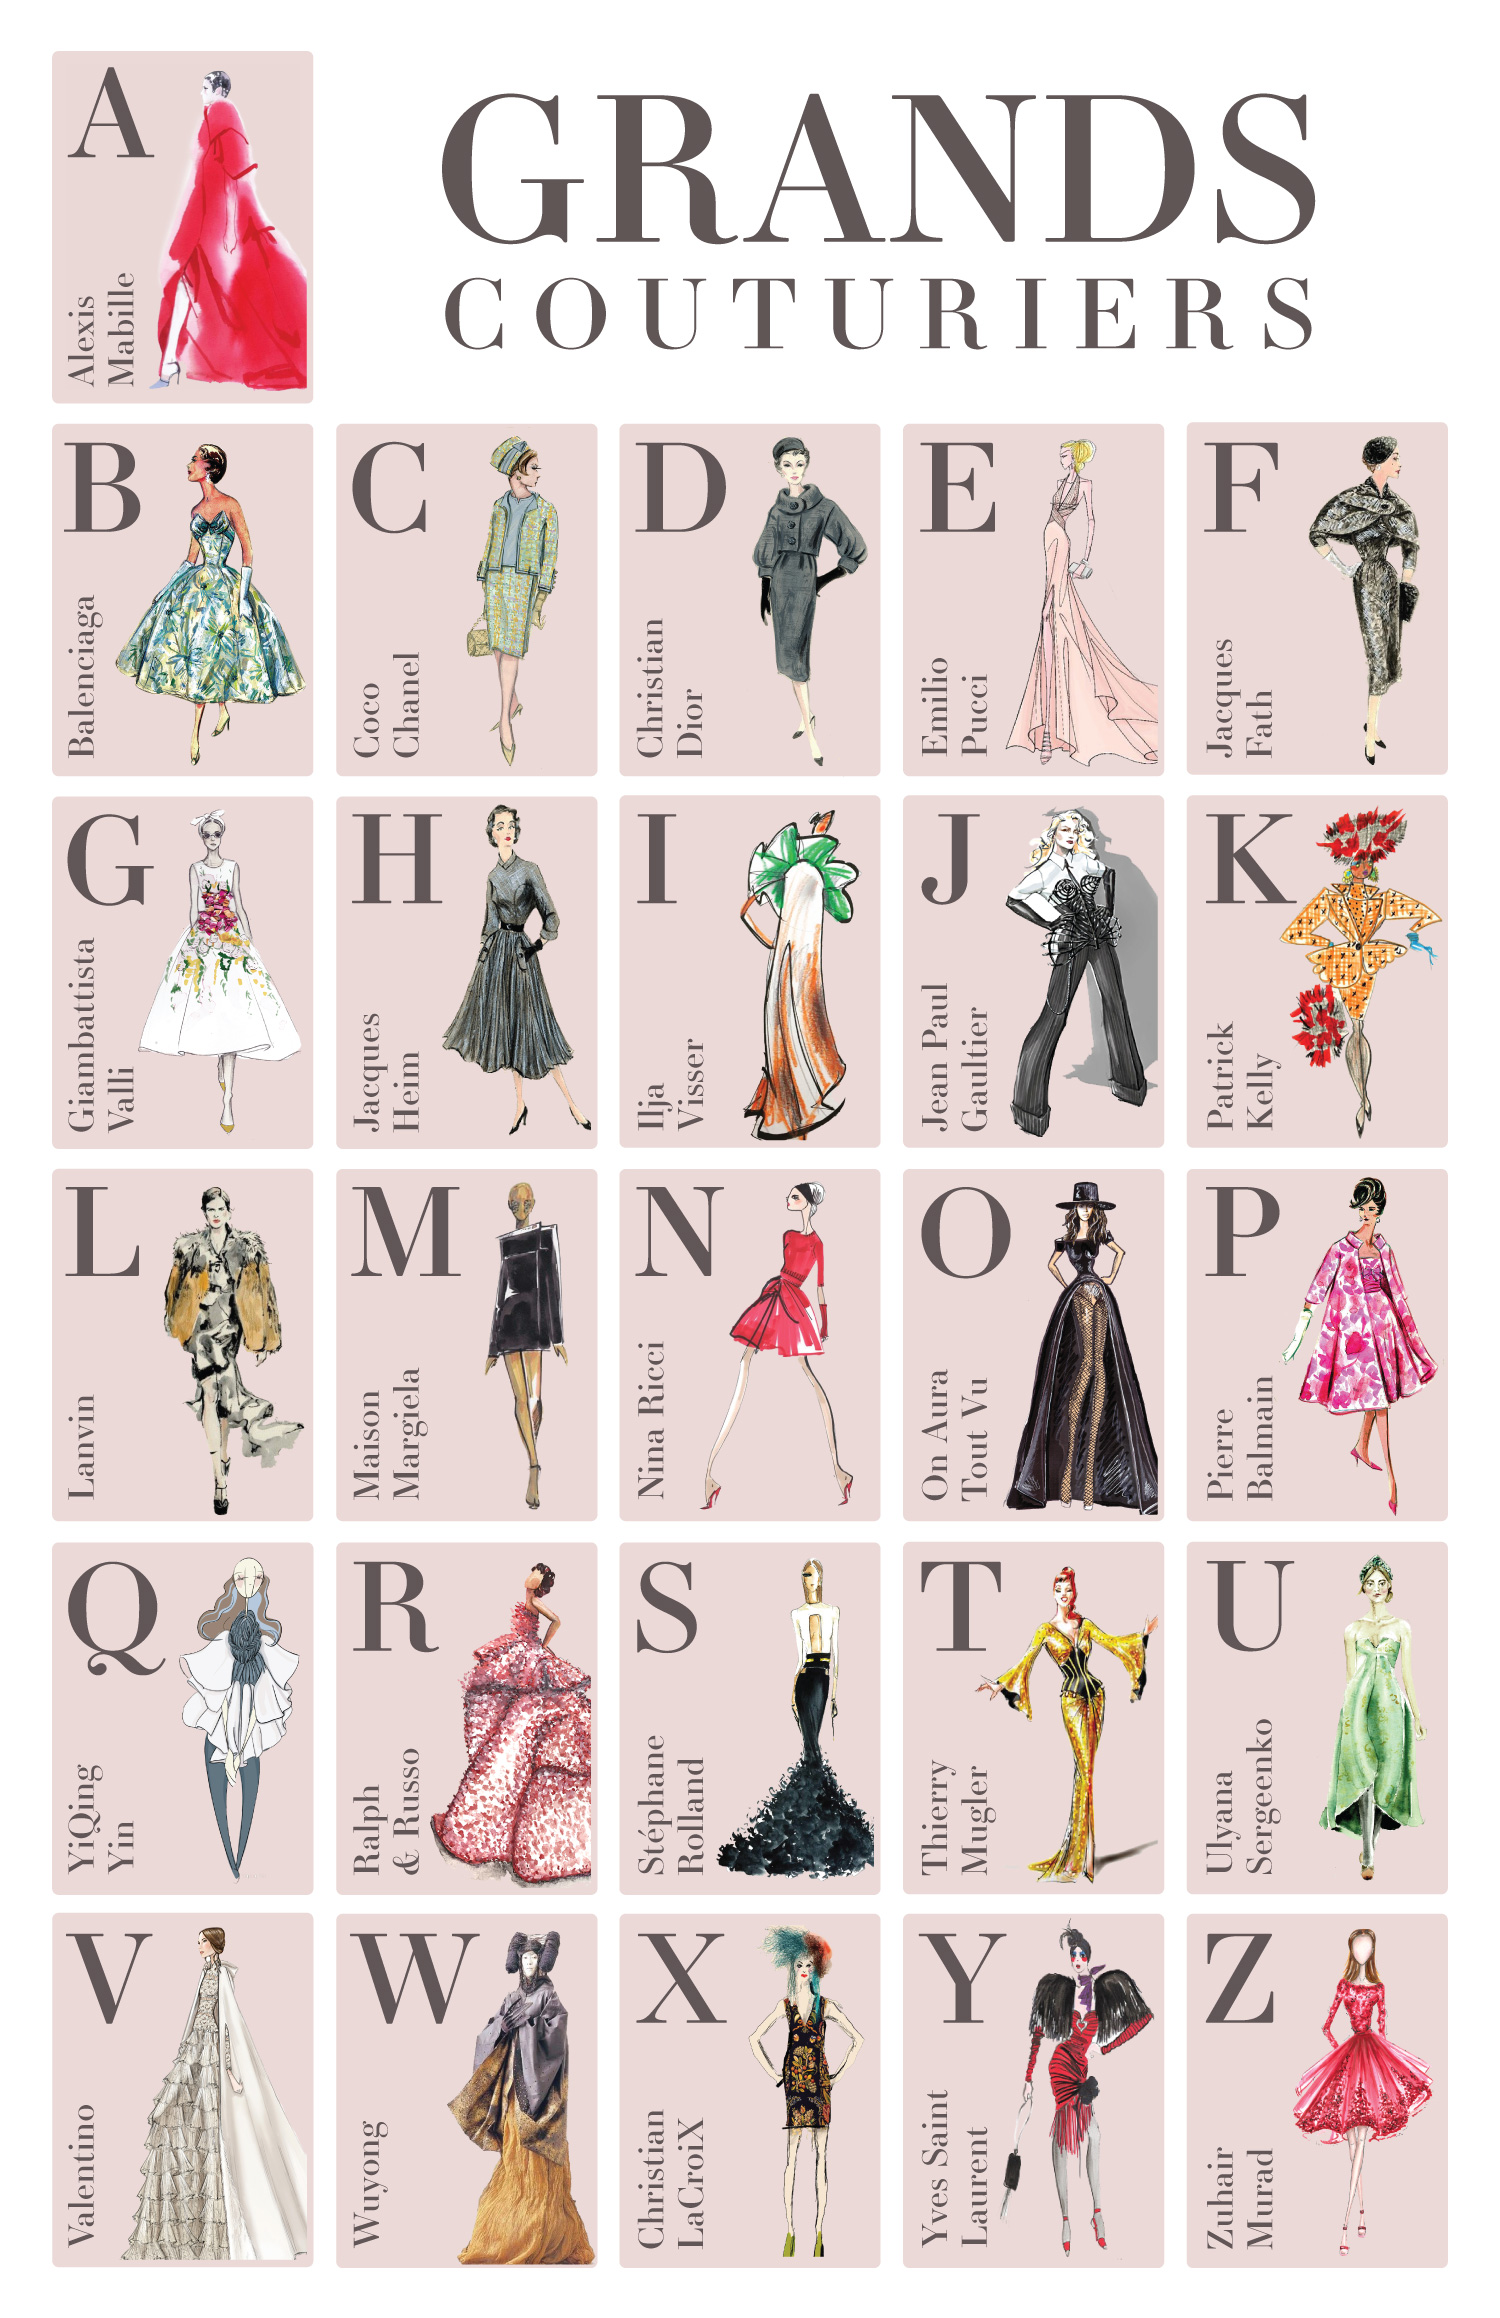 A
Alexis
Mabille
GRANDS
COUTURIERS
B
Balenciaga
C
Coco
Chanel
D
Christian
Dior
E
Emilio
Pucci
F
Jacques
Fath
G
Gianbattista
Valli
H
Jacques
Heim
I
Ilja
Visser
J
Jean Paul
Gaultier
K
Patrick
Kelly
L
Lanvin
M
Maison
Margiela
N
Nina Ricci
O
On Aura
Tout Vu
P
Pierre
Balmain
Q
YiQing
Yin
R
Ralph
& Russo
S
Stéphane
Rolland
T
Thierry
Mugler
U
Ulyana
Sergeenko
V
Valentino
W
Wuyong
X
Christian
LaCroiX
Y
Yves Saint
Laurent
Z
Zuhair
Murad